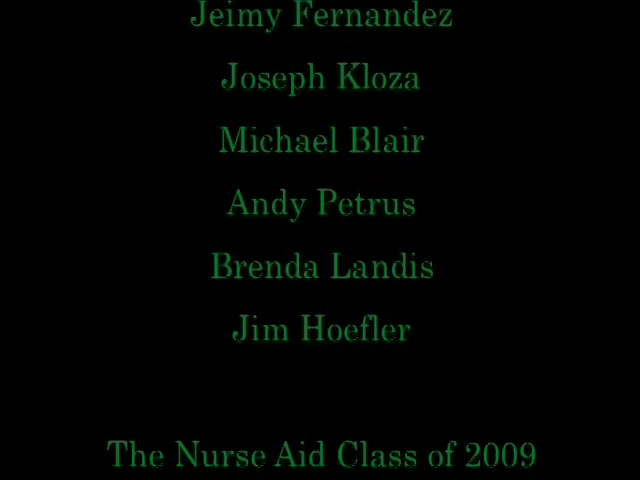 Jeimy Fernandez
Joseph Kloza
Michael Blair
Andy Petrus
Brenda Landis
Jim Hoefler
The Nurse Aid Class of 2009